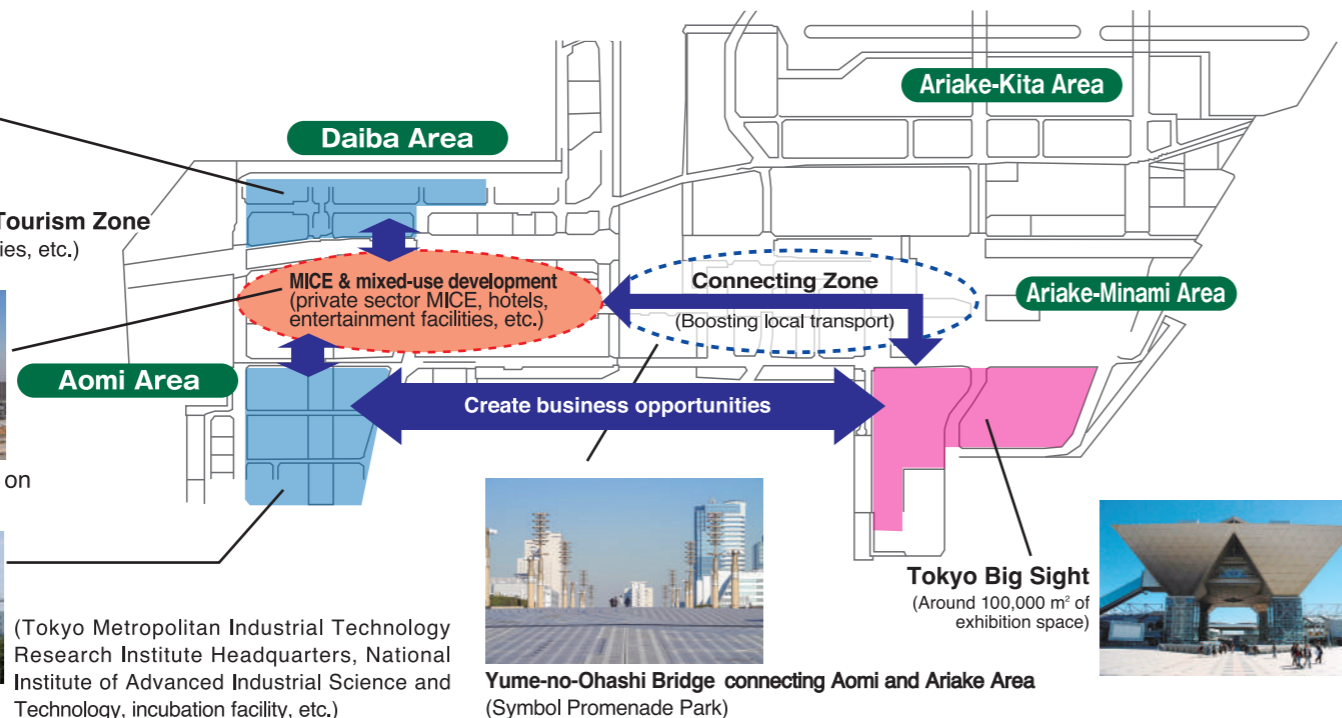 Ariake-Kita Area
Daiba Area
Tourism Zone
ies, etc.)
MICE & mixed-use development
(private sector MICE, hotels,
entertainment facilities, etc.)
Connecting Zone
(Boosting local transport)
Ariake-Minami Area
Aomi Area
Create business opportunities
on
Tokyo Big Sight
(Around 100,000 m² of
exhibition space)
(Tokyo Metropolitan Industrial Technology
Research Institute Headquarters, National
Institute of Advanced Industrial Science and
Technology, incubation facility, etc.)
Yume-no-Ohashi Bridge connecting Aomi and Ariake Area
(Symbol Promenade Park)